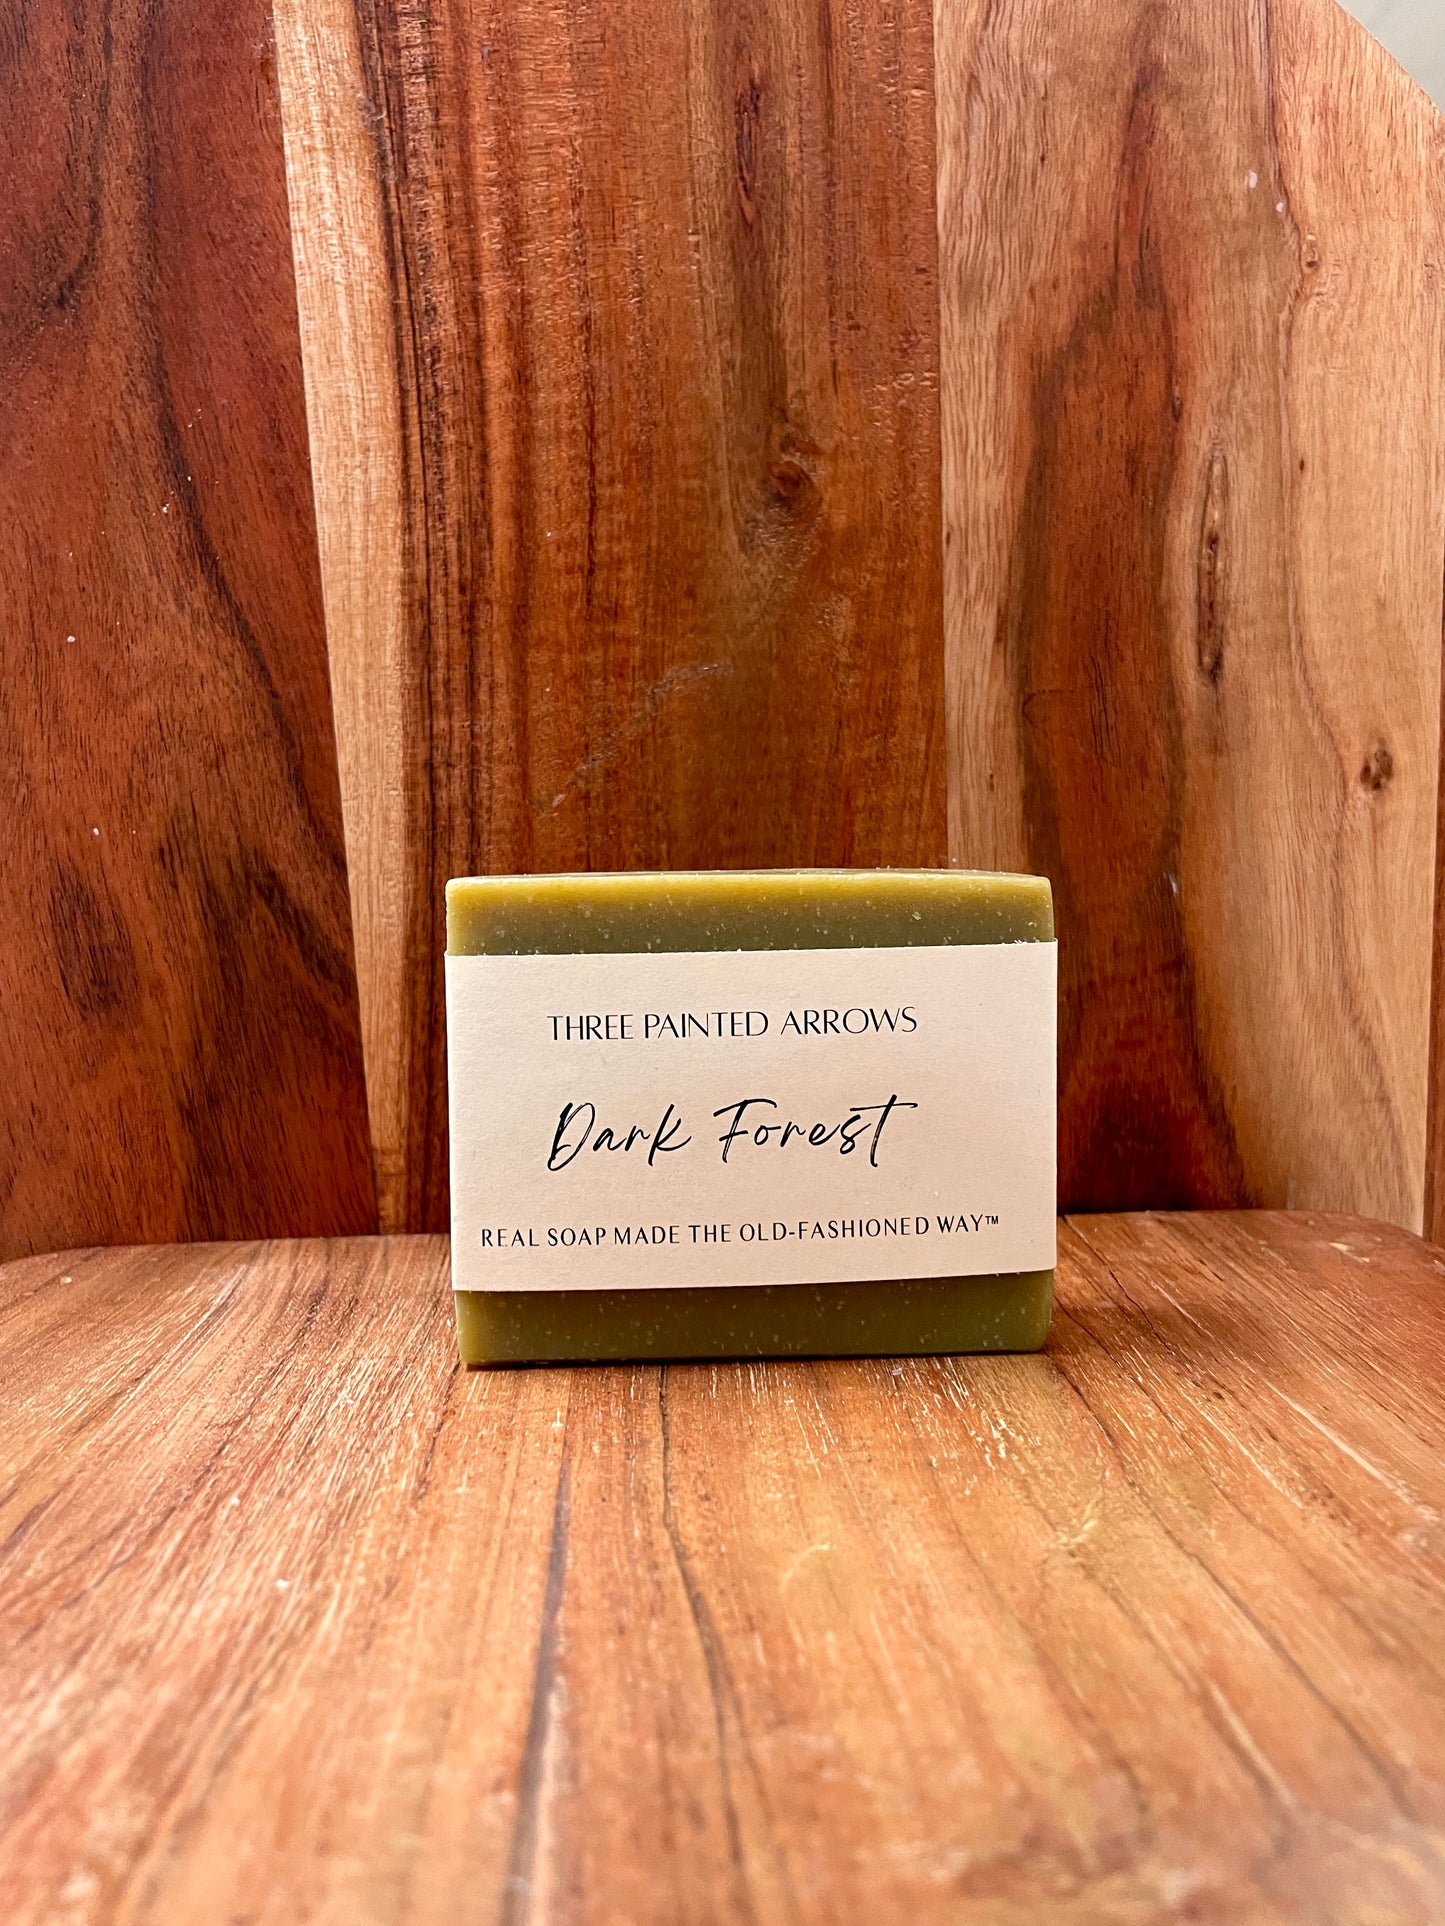 THREE PAINTED ARROWS
Dark Forest
REAL SOAP MADE THE OLD-FASHIONED WAY™